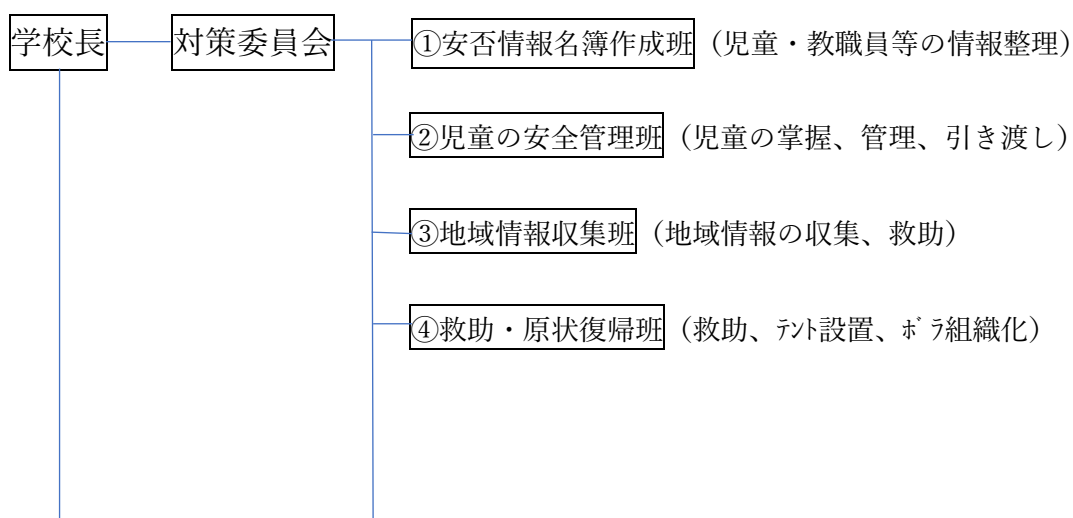 学校長 対策委員会 ①安否情報名簿作成班（児童・教職員等の情報整理）
②児童の安全管理班（児童の掌握、管理、引き渡し）
③地域情報収集班（地域情報の収集、救助）
④救助・原状復帰班（救助、ﾃﾝﾄ設置、ﾎﾞﾗ組織化）